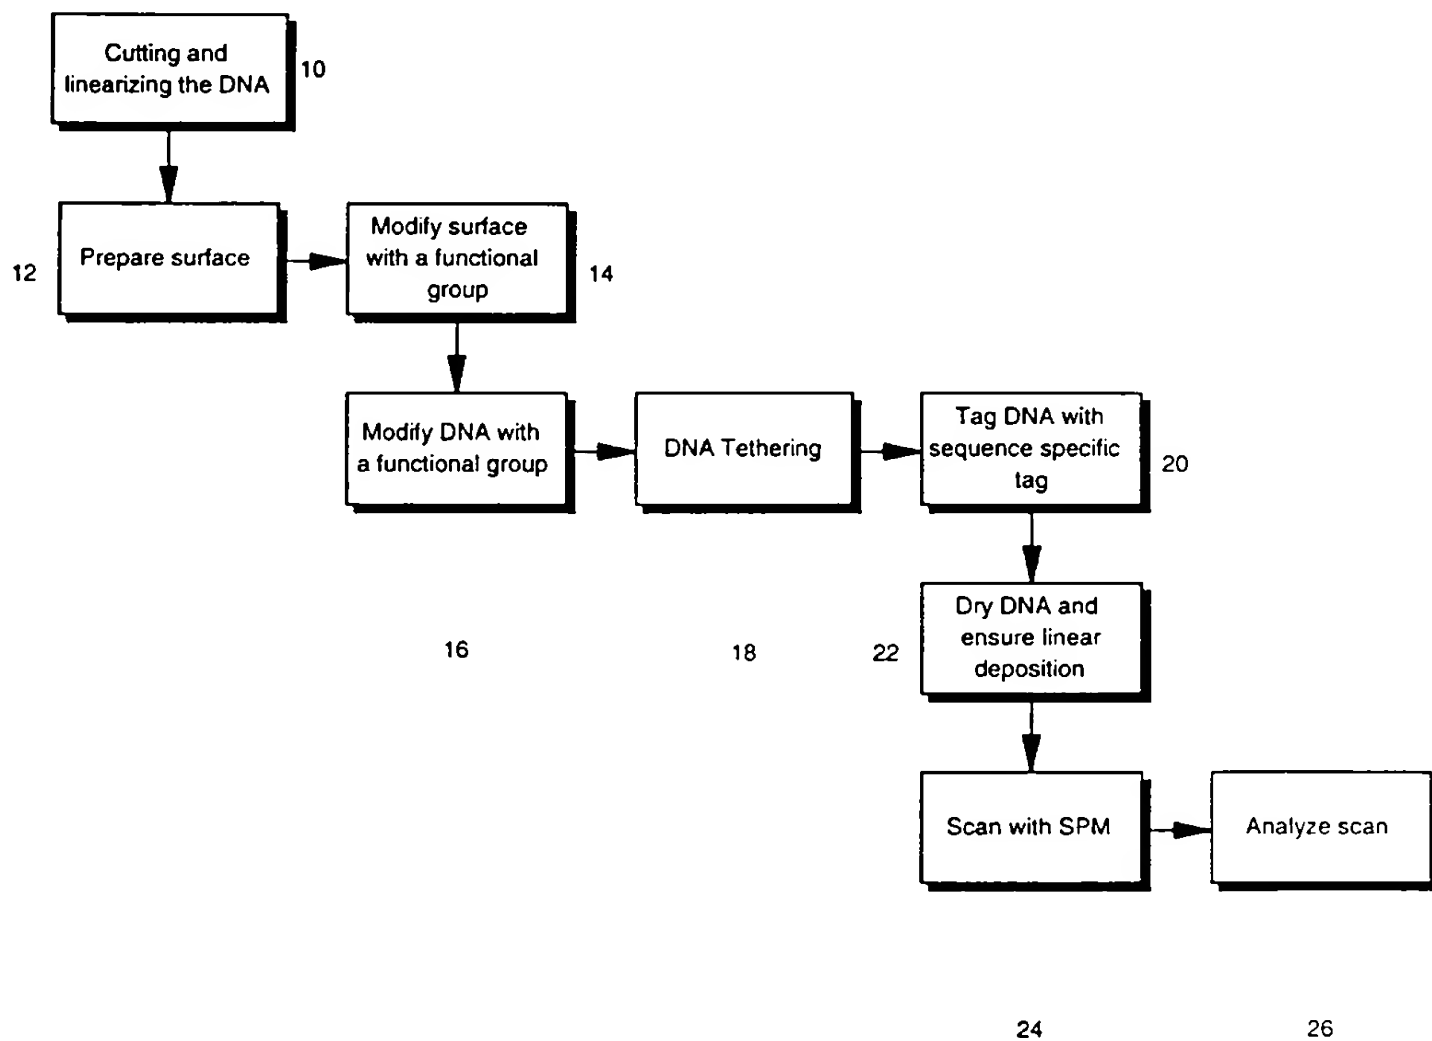 Cutting and
linearizing the DNA
10
12
Prepare surface
Modify surface
with a functional
group
14
Modify DNA with
a functional group
DNA Tethering
Tag DNA with
sequence specific
tag
20
16
18
22
Dry DNA and
ensure linear
deposition
Scan with SPM
Analyze scan
24
26